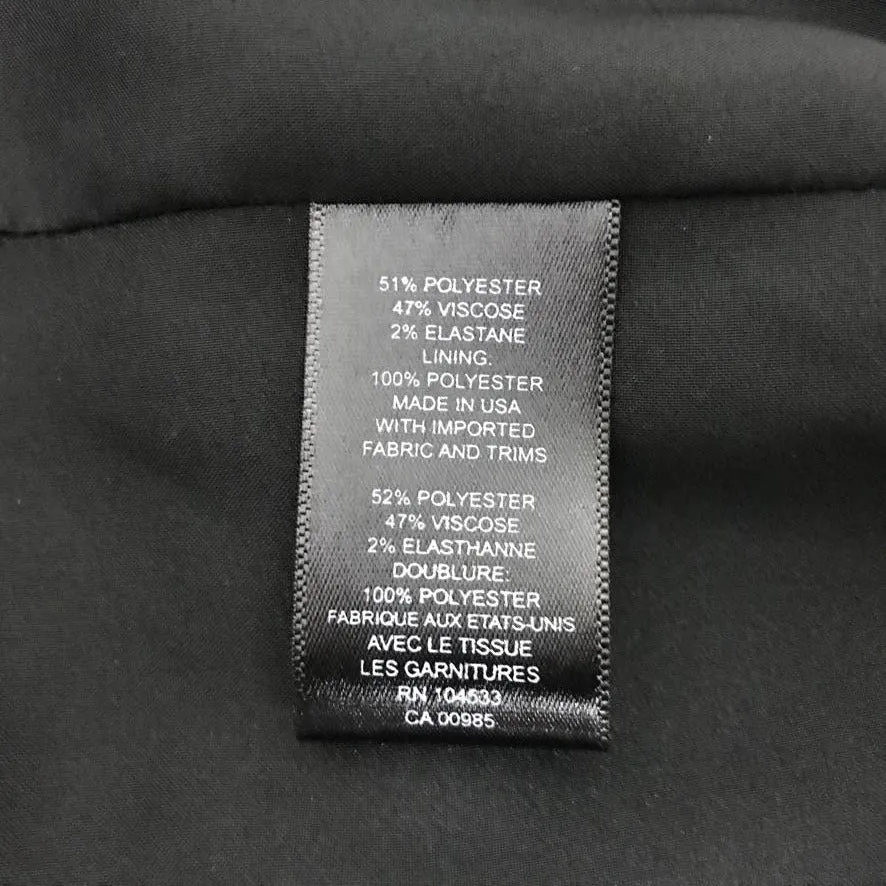 51% POLYESTER
47% VISCOSE
2% ELASTANE
LINING.
100% POLYESTER
MADE IN USA
WITH IMPORTED
FABRIC AND TRIMS
52% POLYESTER
47% VISCOSE
2% ELASTHANNE
DOUBLURE:
100% POLYESTER
FABRIQUE AUX ETATS-UNIS
AVEC LE TISSUE
LES GARNITURES
RN 104533
CA 00985